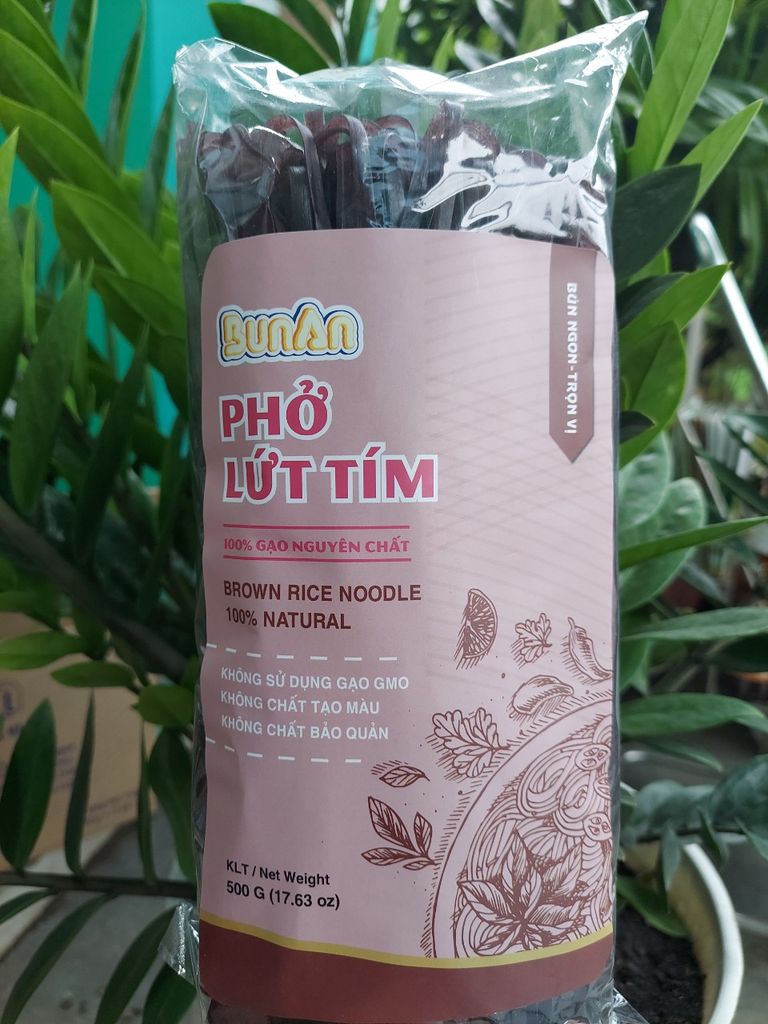 BunAn
BÚN NGON - TRỌN VỊ
PHỞ
LỨT TÍM
100% GẠO NGUYÊN CHẤT
BROWN RICE NOODLE
100% NATURAL
KHÔNG SỬ DỤNG GẠO GMO
KHÔNG CHẤT TẠO MÀU
KHÔNG CHẤT BẢO QUẢN
KLT / Net Weight
500 G (17.63 oz)